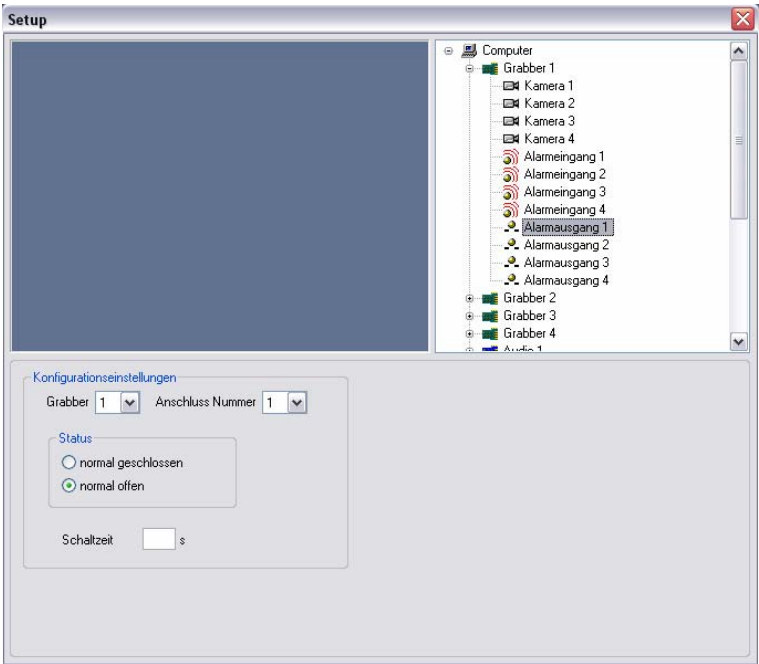 Setup
Computer
Grabber 1
Kamera 1
Kamera 2
Kamera 3
Kamera 4
Alarmeingang 1
Alarmeingang 2
Alarmeingang 3
Alarmeingang 4
Alarmausgang 1
Alarmausgang 2
Alarmausgang 3
Alarmausgang 4
Grabber 2
Grabber 3
Grabber 4
Audio 1
Konfigurationseinstellungen
Grabber 1 Anschluss Nummer 1
Status
normal geschlossen
normal offen
Schaltzeit s